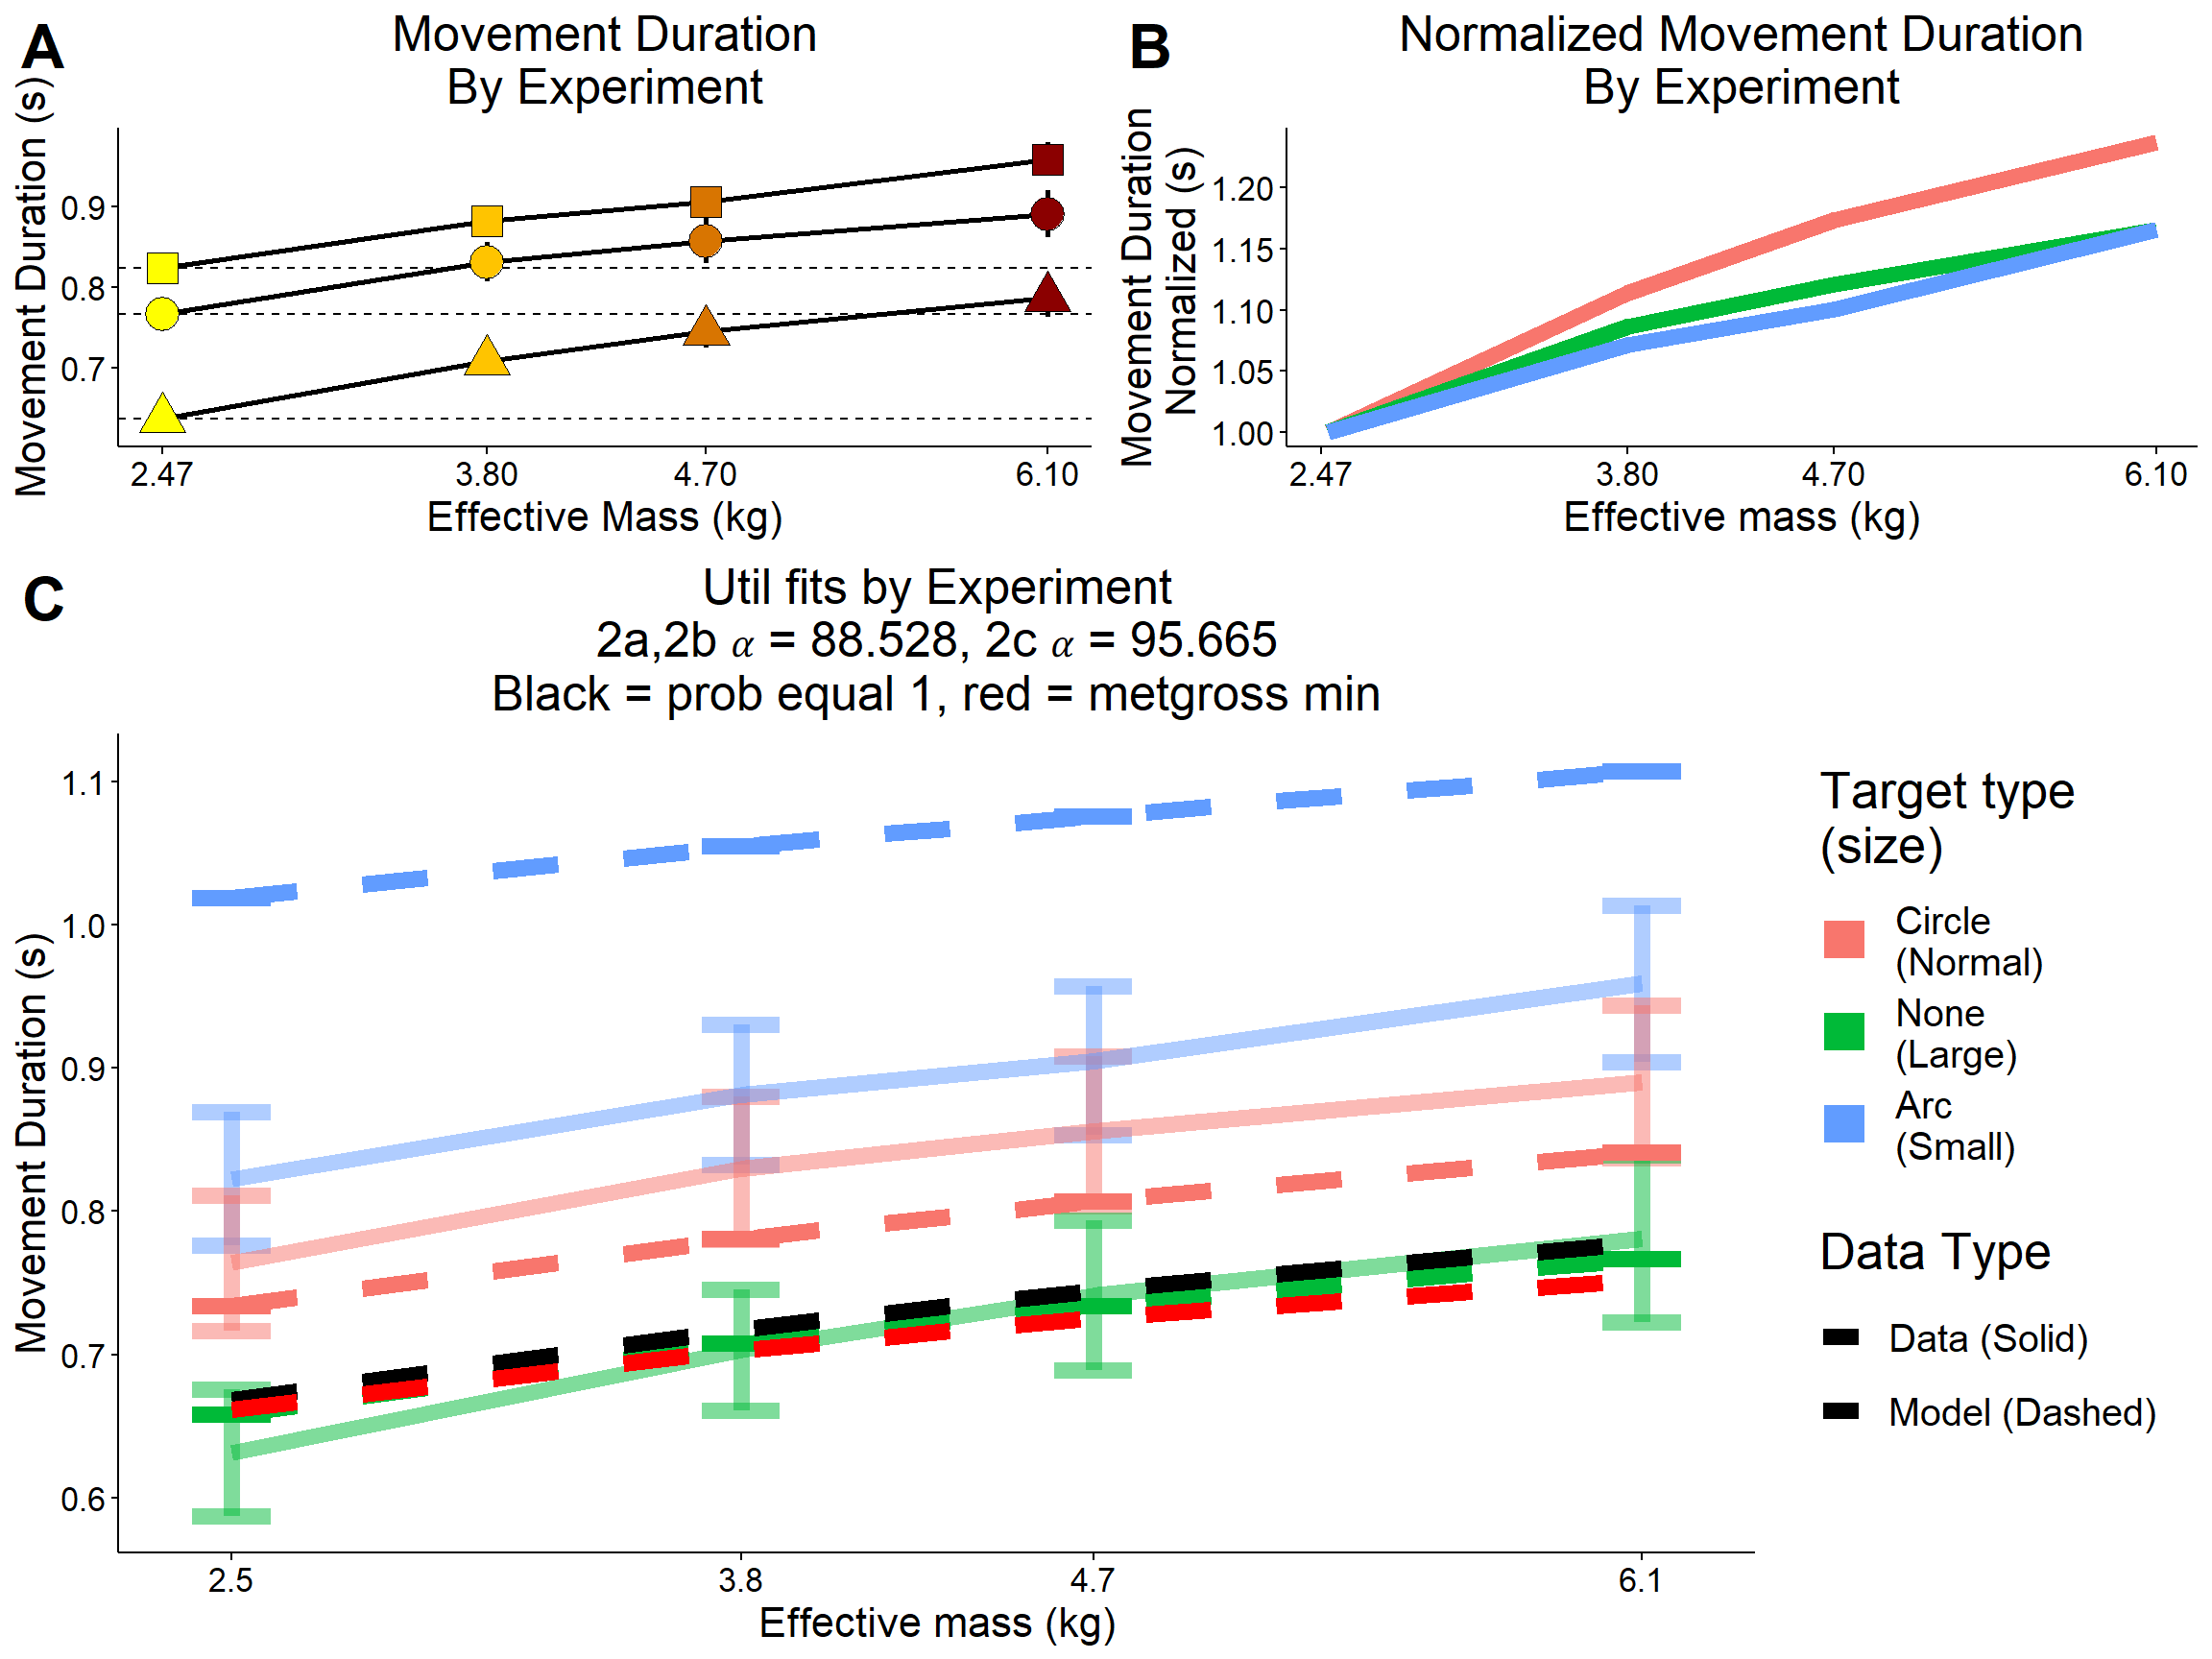 A
Movement Duration
By Experiment
Movement Duration (s)
0.9
0.8
0.7
2.47
3.80
4.70
6.10
Effective Mass (kg)
B
Normalized Movement Duration
By Experiment
Movement Duration
Normalized (s)
1.20
1.15
1.10
1.05
1.00
2.47
3.80
4.70
6.10
Effective mass (kg)
C
Util fits by Experiment
2a,2b α = 88.528, 2c α = 95.665
Black = prob equal 1, red = metgross min
Movement Duration (s)
1.1
1.0
0.9
0.8
0.7
0.6
2.5
3.8
4.7
6.1
Effective mass (kg)
Target type
(size)
Circle
(Normal)
None
(Large)
Arc
(Small)
Data Type
Data (Solid)
Model (Dashed)